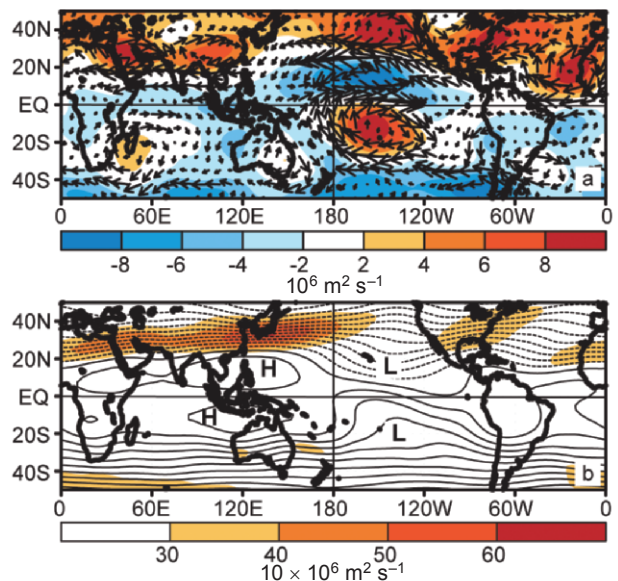 40N
20N
EQ
20S
40S
a
0 60E 120E 180 120W 60W 0
-8 -6 -4 -2 2 4 6 8
10⁶ m² s⁻¹
40N
20N
H L
EQ
H
20S L
40S
b
0 60E 120E 180 120W 60W 0
30 40 50 60
10 × 10⁶ m² s⁻¹